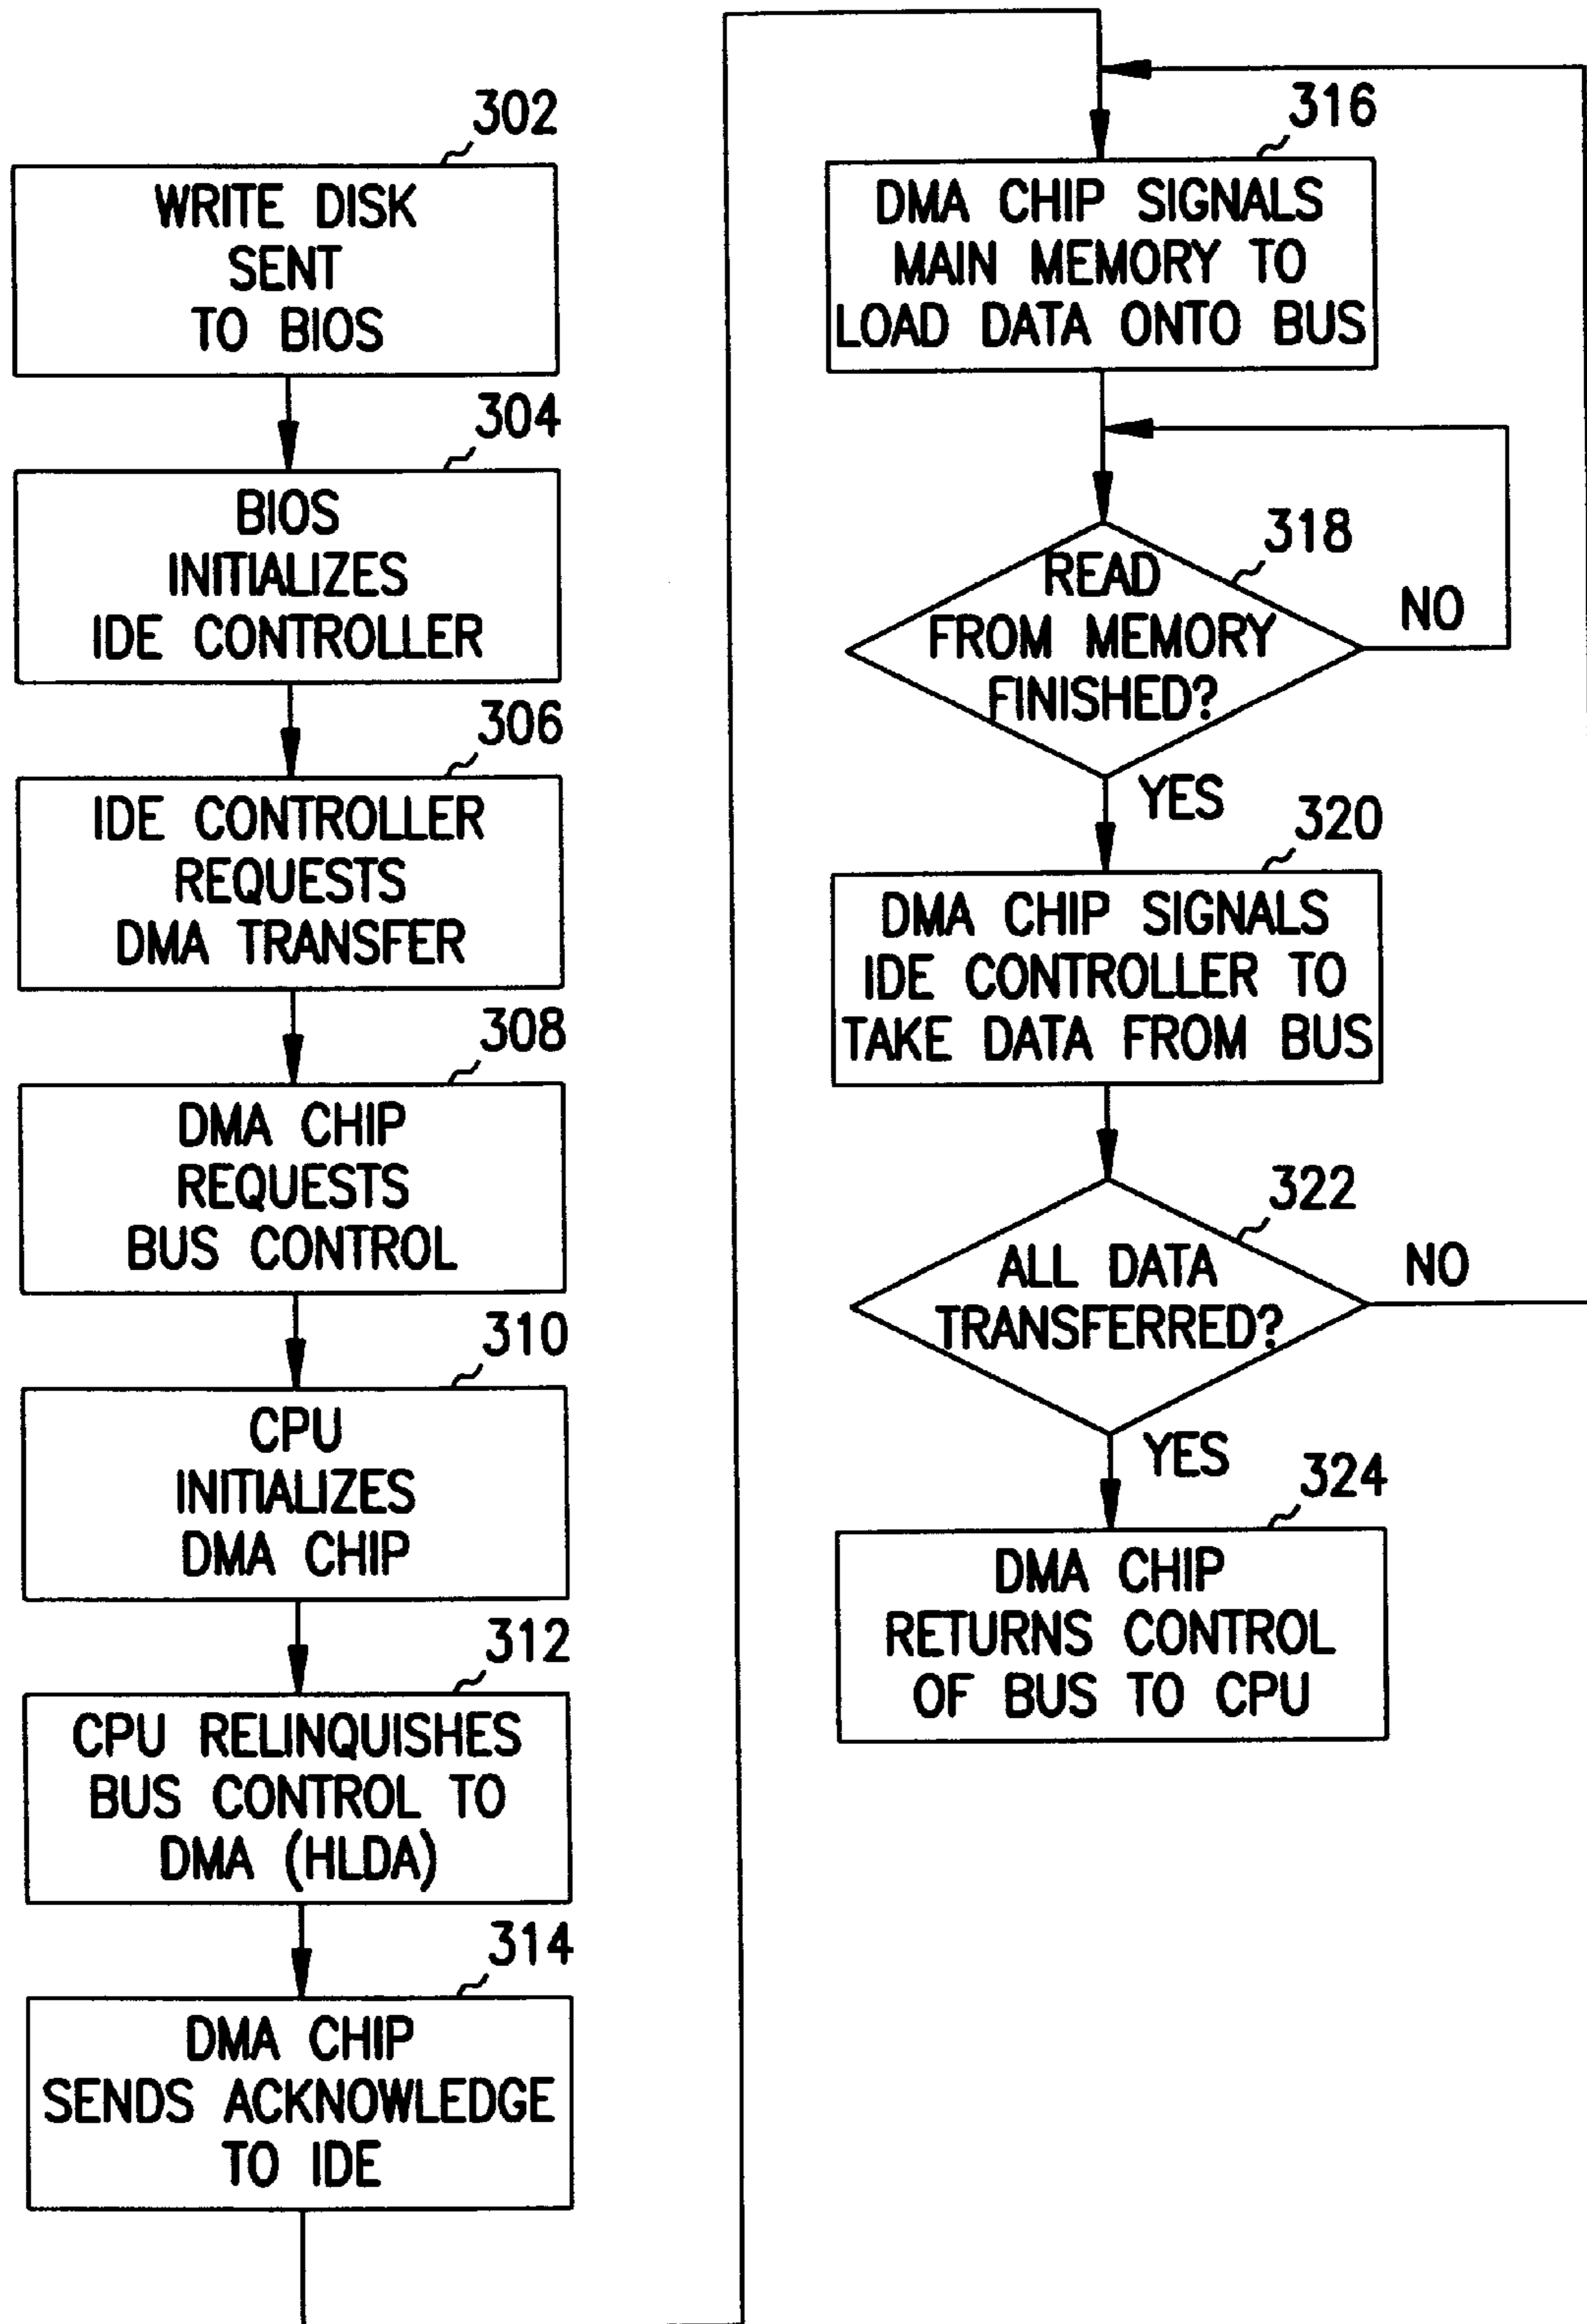 302
WRITE DISK
SENT
TO BIOS
304
BIOS
INITIALIZES
IDE CONTROLLER
306
IDE CONTROLLER
REQUESTS
DMA TRANSFER
308
DMA CHIP
REQUESTS
BUS CONTROL
310
CPU
INITIALIZES
DMA CHIP
312
CPU RELINQUISHES
BUS CONTROL TO
DMA (HLDA)
314
DMA CHIP
SENDS ACKNOWLEDGE
TO IDE
316
DMA CHIP SIGNALS
MAIN MEMORY TO
LOAD DATA ONTO BUS
318
READ
FROM MEMORY
FINISHED?
NO
YES
320
DMA CHIP SIGNALS
IDE CONTROLLER TO
TAKE DATA FROM BUS
322
ALL DATA
TRANSFERRED?
NO
YES
324
DMA CHIP
RETURNS CONTROL
OF BUS TO CPU